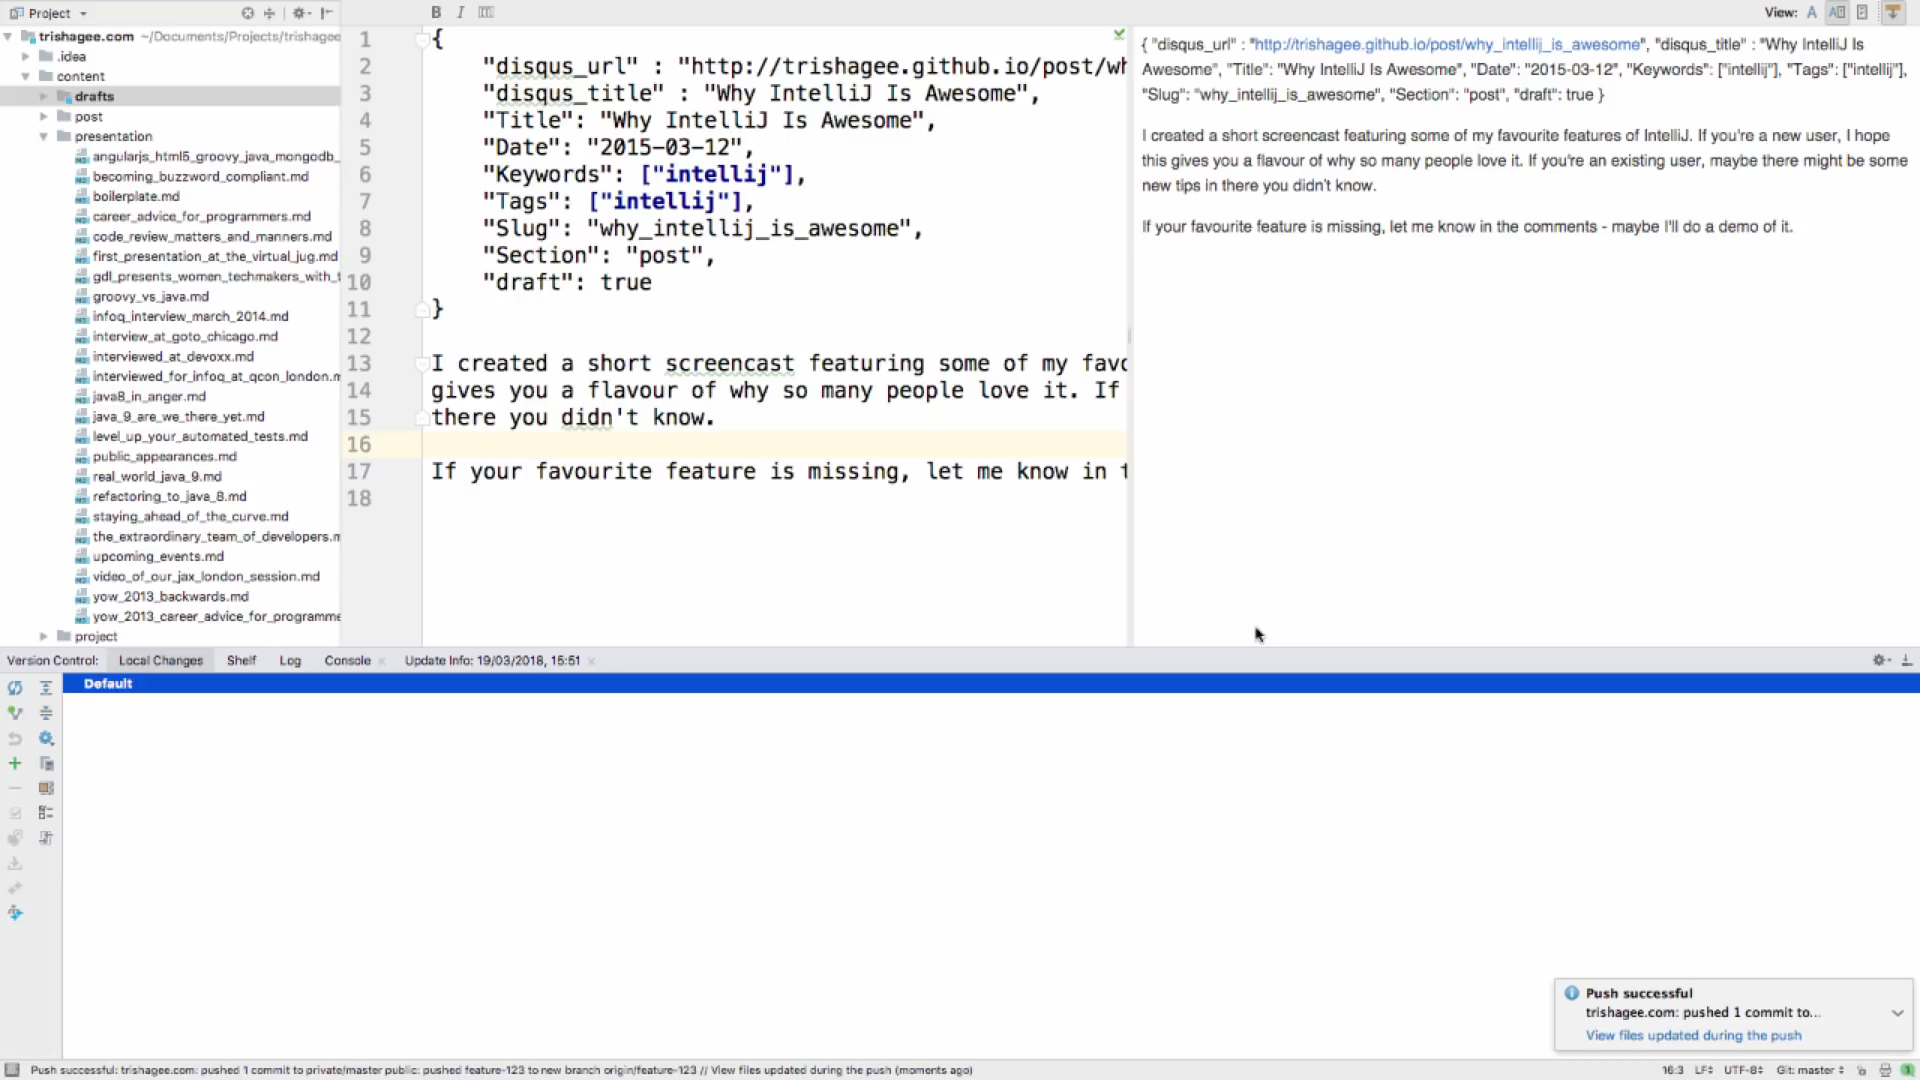 Project
B I
View:
trishagee.com ~/Documents/Projects/trishagee
.idea
content
drafts
post
presentation
angularjs_html5_groovy_java_mongodb_
becoming_buzzword_compliant.md
boilerplate.md
career_advice_for_programmers.md
code_review_matters_and_manners.md
first_presentation_at_the_virtual_jug.md
gdl_presents_women_techmakers_with_t
groovy_vs_java.md
infoq_interview_march_2014.md
interview_at_goto_chicago.md
interviewed_at_devoxx.md
interviewed_for_infoq_at_qcon_london.m
java8_in_anger.md
java_9_are_we_there_yet.md
level_up_your_automated_tests.md
public_appearances.md
real_world_java_9.md
refactoring_to_java_8.md
staying_ahead_of_the_curve.md
the_extraordinary_team_of_developers.m
upcoming_events.md
video_of_our_jax_london_session.md
yow_2013_backwards.md
yow_2013_career_advice_for_programme
project
1 {
2 "disqus_url" : "http://trishagee.github.io/post/wh
3 "disqus_title" : "Why IntelliJ Is Awesome",
4 "Title": "Why IntelliJ Is Awesome",
5 "Date": "2015-03-12",
6 "Keywords": ["intellij"],
7 "Tags": ["intellij"],
8 "Slug": "why_intellij_is_awesome",
9 "Section": "post",
10 "draft": true
11 }
12
13 I created a short screencast featuring some of my favo
14 gives you a flavour of why so many people love it. If
15 there you didn't know.
16
17 If your favourite feature is missing, let me know in t
18
{ "disqus_url" : "http://trishagee.github.io/post/why_intellij_is_awesome", "disqus_title" : "Why IntelliJ Is
Awesome", "Title": "Why IntelliJ Is Awesome", "Date": "2015-03-12", "Keywords": ["intellij"], "Tags": ["intellij"],
"Slug": "why_intellij_is_awesome", "Section": "post", "draft": true }
I created a short screencast featuring some of my favourite features of IntelliJ. If you're a new user, I hope
this gives you a flavour of why so many people love it. If you're an existing user, maybe there might be some
new tips in there you didn't know.
If your favourite feature is missing, let me know in the comments - maybe I'll do a demo of it.
Version Control: Local Changes Shelf Log Console Update Info: 19/03/2018, 15:51
Default
Push successful
trishagee.com: pushed 1 commit to...
View files updated during the push
Push successful: trishagee.com: pushed 1 commit to private/master public: pushed feature-123 to new branch origin/feature-123 // View files updated during the push (moments ago)
16:3 LF UTF-8 Git: master 1